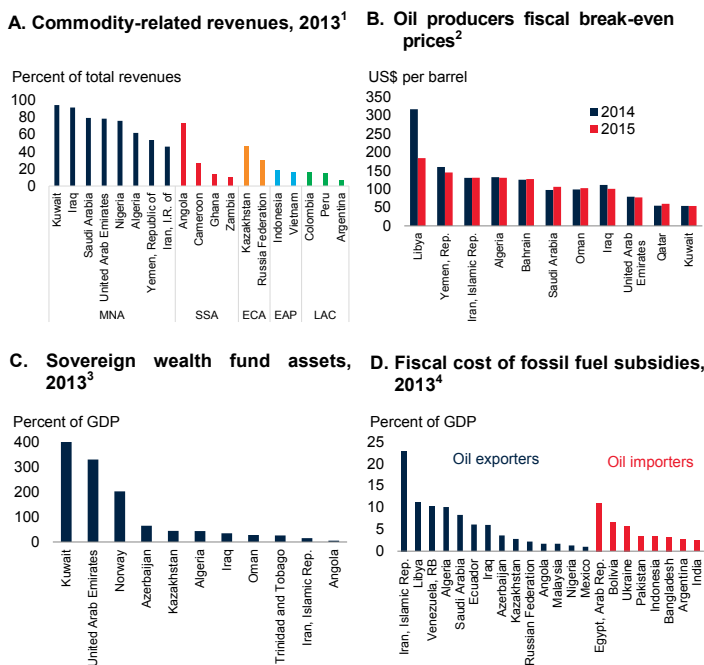 A. Commodity-related revenues, 2013¹
Percent of total revenues
100
80
60
40
20
0
Kuwait
Iraq
Saudi Arabia
United Arab Emirates
Nigeria
Algeria
Yemen, Republic of
Iran, I.R. of
Angola
Cameroon
Ghana
Zambia
Kazakhstan
Russia Federation
Indonesia
Vietnam
Colombia
Peru
Argentina
MNA
SSA
ECA
EAP
LAC
B. Oil producers fiscal break-even
prices²
US$ per barrel
350
300
250
200
150
100
50
0
2014
2015
Libya
Yemen, Rep.
Iran, Islamic Rep.
Algeria
Bahrain
Saudi Arabia
Oman
Iraq
United Arab
Emirates
Qatar
Kuwait
C. Sovereign wealth fund assets,
2013³
Percent of GDP
400
300
200
100
0
Kuwait
United Arab Emirates
Norway
Azerbaijan
Kazakhstan
Algeria
Iraq
Oman
Trinidad and Tobago
Iran, Islamic Rep.
Angola
D. Fiscal cost of fossil fuel subsidies,
2013⁴
Percent of GDP
25
20
15
10
5
0
Oil exporters
Oil importers
Iran, Islamic Rep.
Libya
Venezuela, RB
Algeria
Saudi Arabia
Ecuador
Iraq
Azerbaijan
Kazakhstan
Russian Federation
Angola
Malaysia
Nigeria
Mexico
Egypt, Arab Rep.
Bolivia
Ukraine
Pakistan
Indonesia
Bangladesh
Argentina
India